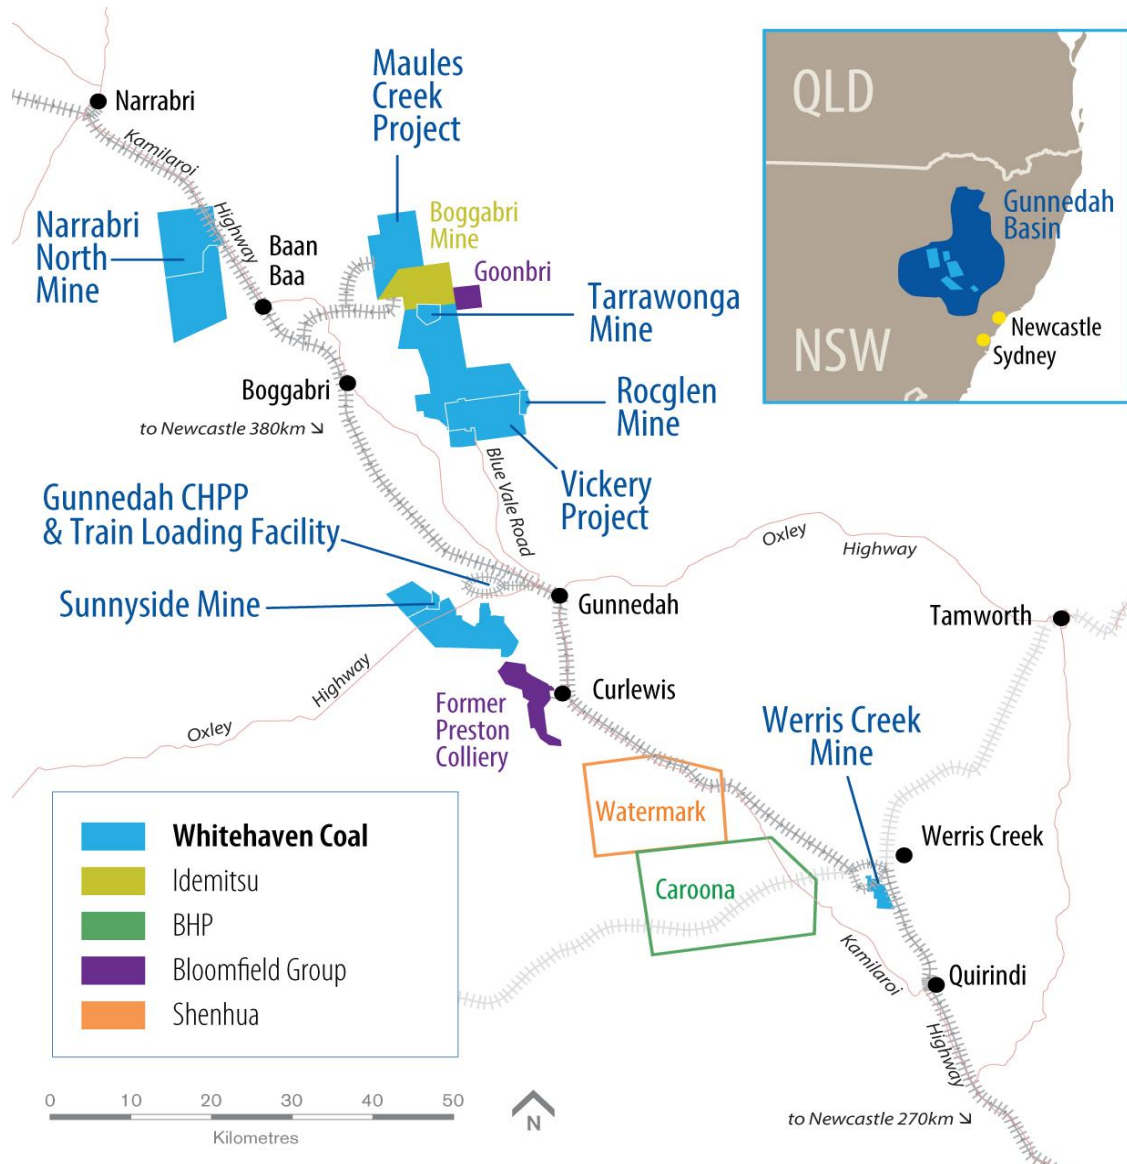 Narrabri
Kamilaroi
Highway
Maules
Creek
Project
Narrabri
North
Mine
Baan
Baa
Boggabri
Mine
Goonbri
Tarrawonga
Mine
Boggabri
to Newcastle 380km ↘
Rocglen
Mine
Vickery
Project
Blue Vale Road
Gunnedah CHPP
& Train Loading Facility
Sunnyside Mine
Gunnedah
Oxley
Highway
Tamworth
Highway
Oxley
Former
Preston
Colliery
Curlewis
Werris Creek
Mine
Watermark
Caroona
Werris Creek
Kamilaroi
Quirindi
Highway
to Newcastle 270km ↘
QLD
Gunnedah
Basin
NSW
Newcastle
Sydney
Whitehaven Coal
Idemitsu
BHP
Bloomfield Group
Shenhua
0 10 20 30 40 50
Kilometres
N